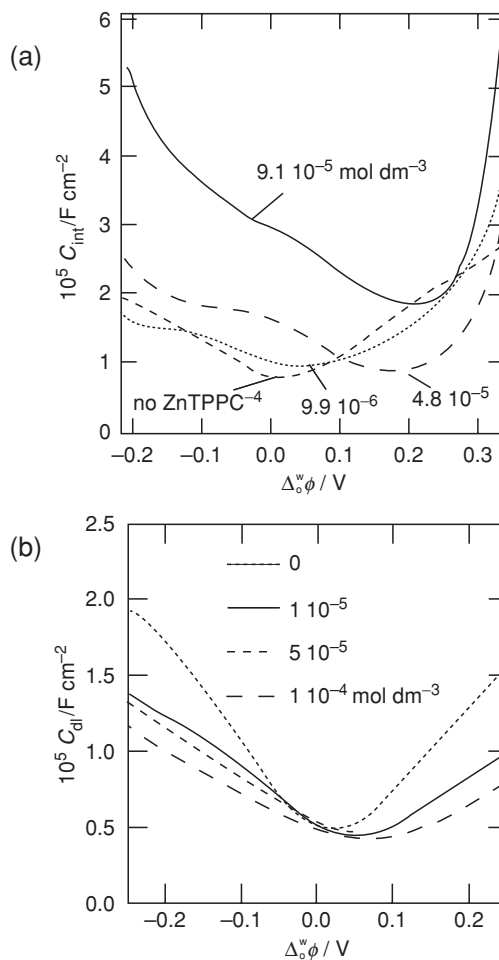 (a)
10⁵ C_int/F cm⁻²
6
5
4
3
2
1
0
9.1 10⁻⁵ mol dm⁻³
no ZnTPPC⁻⁴
9.9 10⁻⁶
4.8 10⁻⁵
−0.2 −0.1 0.0 0.1 0.2 0.3
Δ_o^w ϕ / V
(b)
10⁵ C_dl/F cm⁻²
2.5
2.0
1.5
1.0
0.5
0.0
0
1 10⁻⁵
5 10⁻⁵
1 10⁻⁴ mol dm⁻³
−0.2 −0.1 0.0 0.1 0.2
Δ_o^w ϕ / V